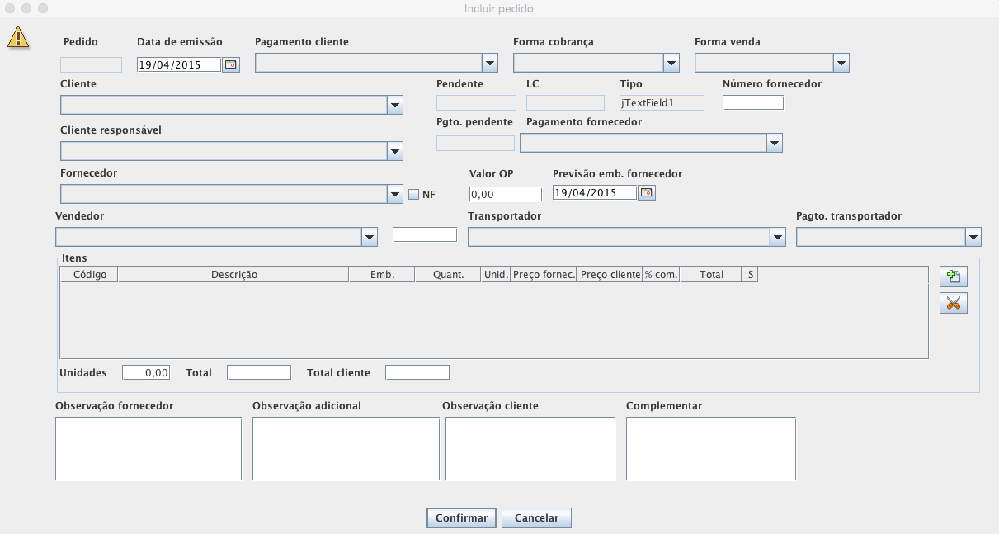 Incluir pedido
Pedido Data de emissão Pagamento cliente Forma cobrança Forma venda
19/04/2015
Cliente Pendente LC Tipo Número fornecedor
jTextField1
Cliente responsável Pgto. pendente Pagamento fornecedor
Fornecedor Valor OP Previsão emb. fornecedor
NF 0,00 19/04/2015
Vendedor Transportador Pagto. transportador
Itens
Código Descrição Emb. Quant. Unid. Preço fornec. Preço cliente % com. Total S
Unidades 0,00 Total Total cliente
Observação fornecedor Observação adicional Observação cliente Complementar
Confirmar Cancelar